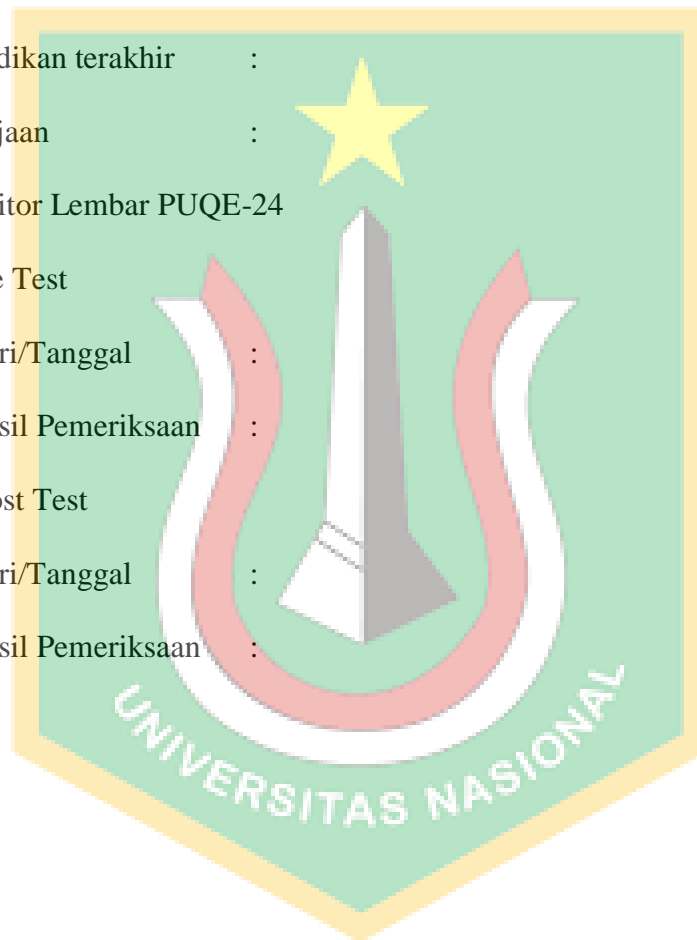 dikan terakhir :
jaan :
itor Lembar PUQE-24
e Test
ri/Tanggal :
sil Pemeriksaan :
ost Test
ri/Tanggal :
sil Pemeriksaan :
UNIVERSITAS NASIONAL